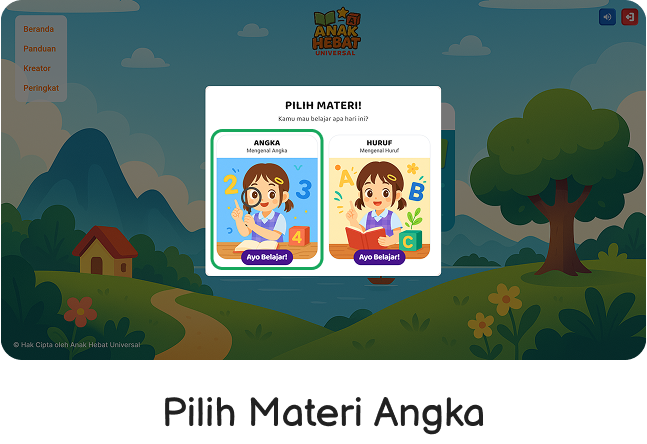 Beranda
Panduan
Kreator
Peringkat
A
ANAK
HEBAT
UNIVERSAL
PILIH MATERI!
Kamu mau belajar apa hari ini?
ANGKA
Mengenal Angka
2
3
4
Ayo Belajar!
HURUF
Mengenal Huruf
A
B
C
Ayo Belajar!
© Hak Cipta oleh Anak Hebat Universal
Pilih Materi Angka